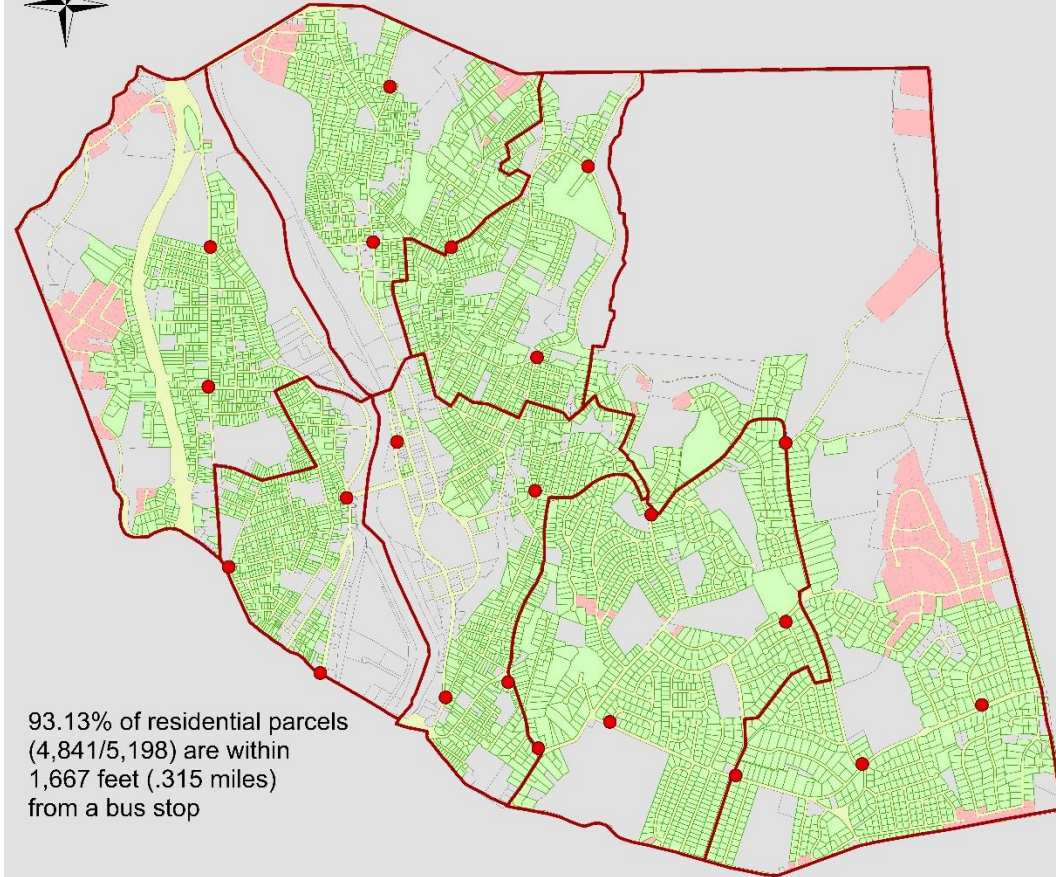 93.13% of residential parcels
(4,841/5,198) are within
1,667 feet (.315 miles)
from a bus stop